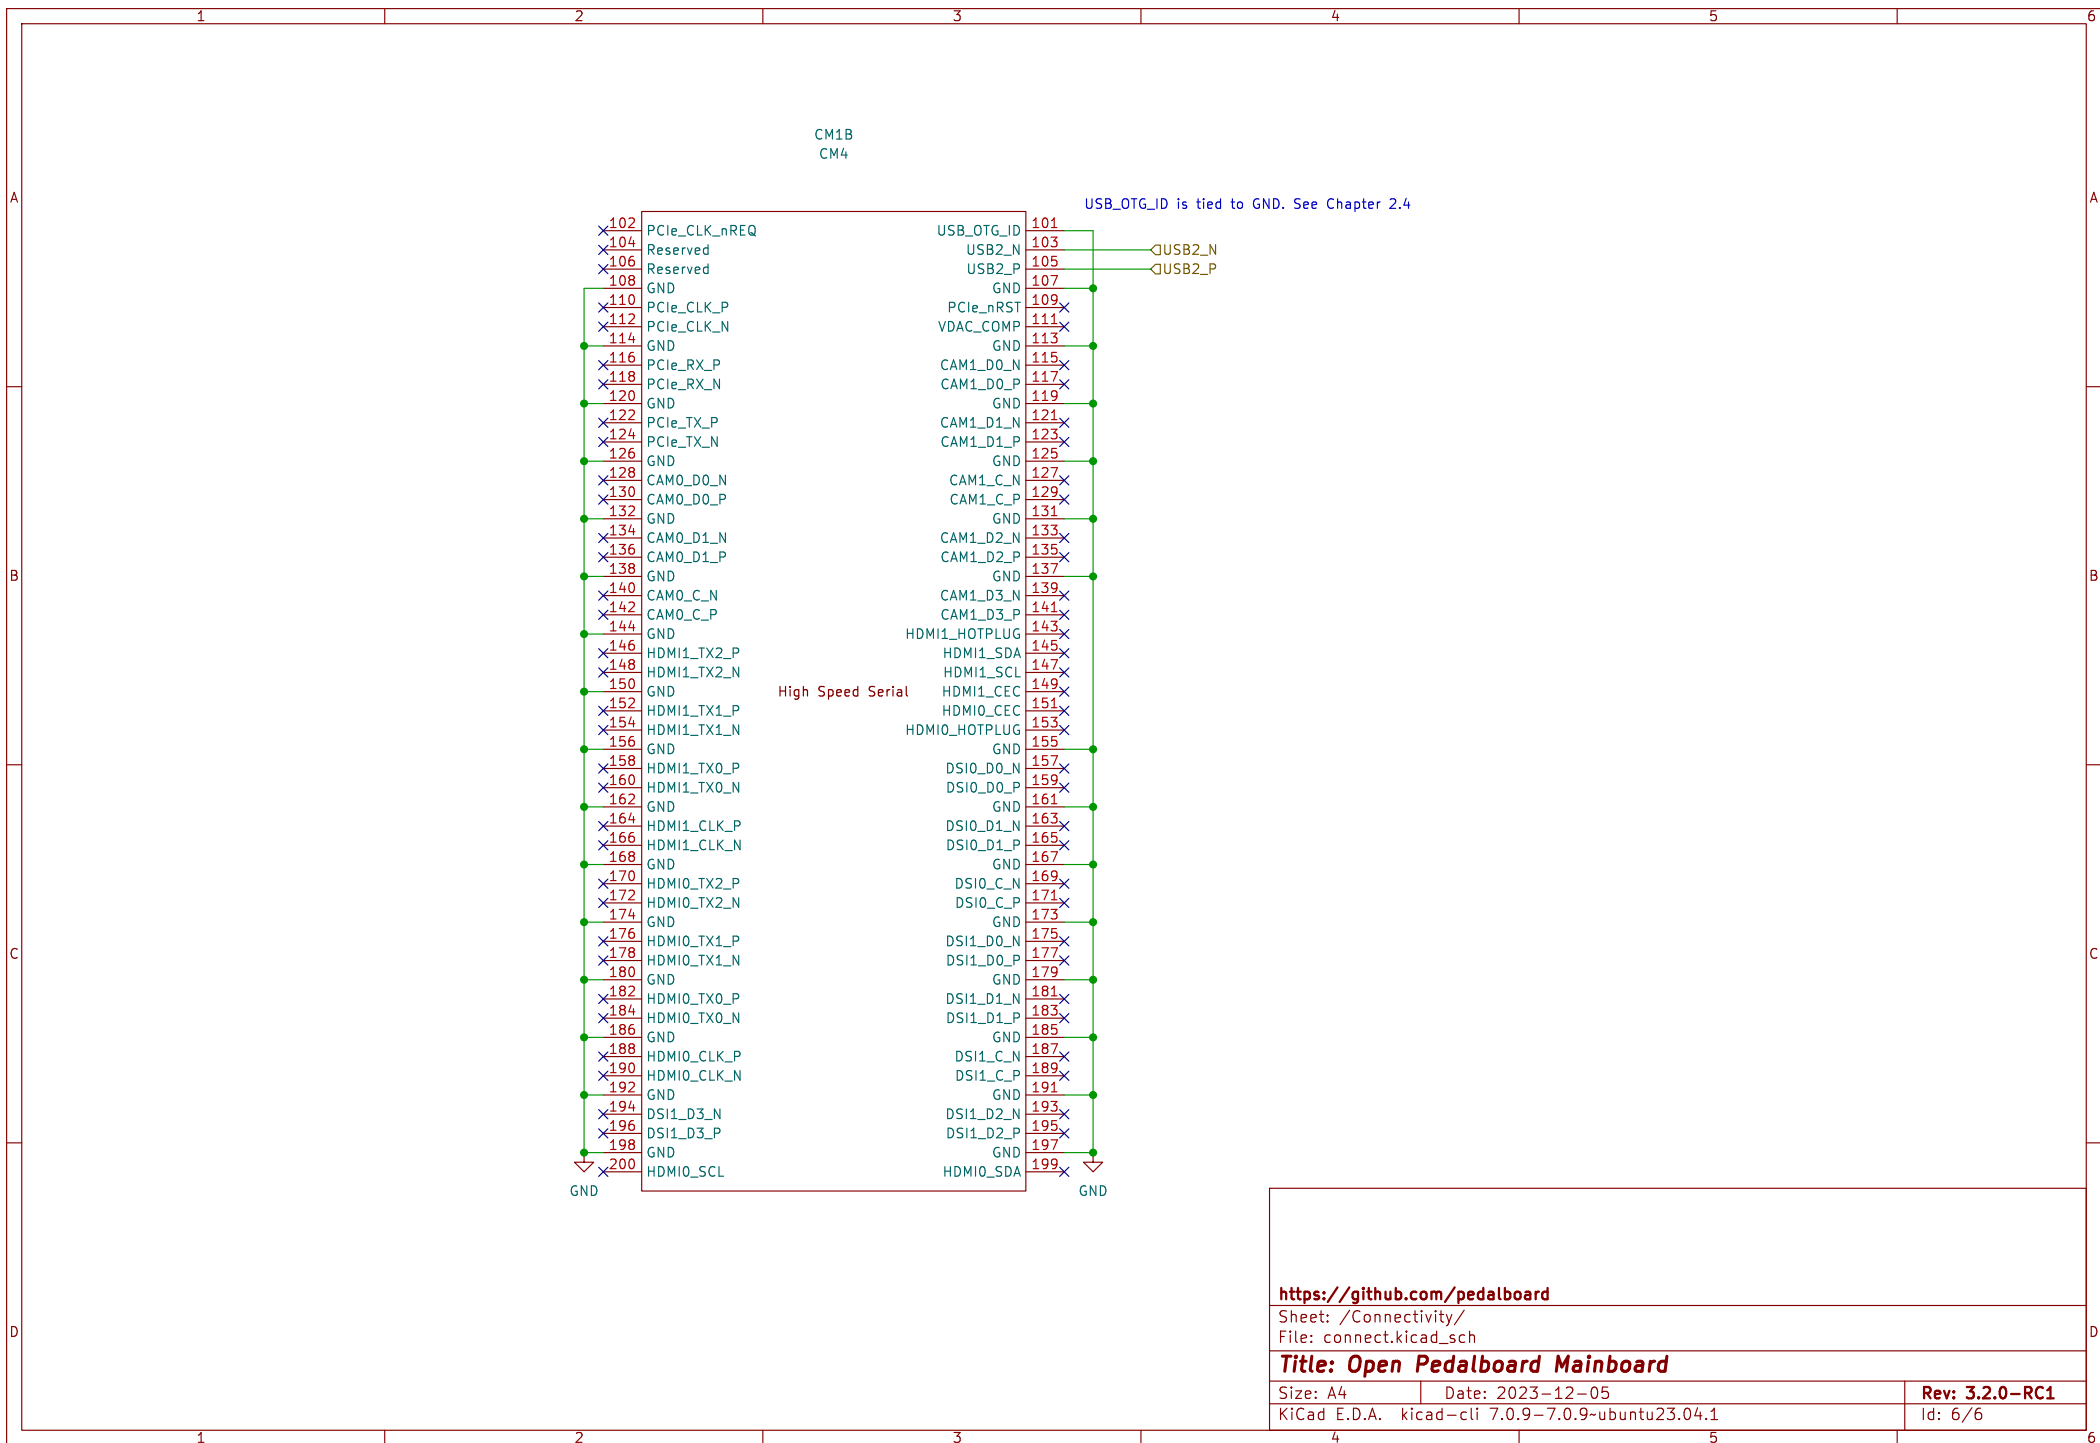 1 2 3 4 5 6
CM1B
CM4
A A
USB_OTG_ID is tied to GND. See Chapter 2.4
102 PCIe_CLK_nREQ USB_OTG_ID 101
104 Reserved USB2_N 103 USB2_N
106 Reserved USB2_P 105 USB2_P
108 GND GND 107
110 PCIe_CLK_P PCIe_nRST 109
112 PCIe_CLK_N VDAC_COMP 111
114 GND GND 113
116 PCIe_RX_P CAM1_D0_N 115
118 PCIe_RX_N CAM1_D0_P 117
120 GND GND 119
122 PCIe_TX_P CAM1_D1_N 121
124 PCIe_TX_N CAM1_D1_P 123
126 GND GND 125
128 CAM0_D0_N CAM1_C_N 127
130 CAM0_D0_P CAM1_C_P 129
132 GND GND 131
134 CAM0_D1_N CAM1_D2_N 133
136 CAM0_D1_P CAM1_D2_P 135
B 138 GND GND 137 B
140 CAM0_C_N CAM1_D3_N 139
142 CAM0_C_P CAM1_D3_P 141
144 GND HDMI1_HOTPLUG 143
146 HDMI1_TX2_P HDMI1_SDA 145
148 HDMI1_TX2_N HDMI1_SCL 147
150 GND High Speed Serial HDMI1_CEC 149
152 HDMI1_TX1_P HDMI0_CEC 151
154 HDMI1_TX1_N HDMI0_HOTPLUG 153
156 GND GND 155
158 HDMI1_TX0_P DSI0_D0_N 157
160 HDMI1_TX0_N DSI0_D0_P 159
162 GND GND 161
164 HDMI1_CLK_P DSI0_D1_N 163
166 HDMI1_CLK_N DSI0_D1_P 165
168 GND GND 167
170 HDMI0_TX2_P DSI0_C_N 169
172 HDMI0_TX2_N DSI0_C_P 171
174 GND GND 173
176 HDMI0_TX1_P DSI1_D0_N 175
C 178 HDMI0_TX1_N DSI1_D0_P 177 C
180 GND GND 179
182 HDMI0_TX0_P DSI1_D1_N 181
184 HDMI0_TX0_N DSI1_D1_P 183
186 GND GND 185
188 HDMI0_CLK_P DSI1_C_N 187
190 HDMI0_CLK_N DSI1_C_P 189
192 GND GND 191
194 DSI1_D3_N DSI1_D2_N 193
196 DSI1_D3_P DSI1_D2_P 195
198 GND GND 197
200 HDMI0_SCL HDMI0_SDA 199
GND GND
https://github.com/pedalboard
Sheet: /Connectivity/
D D
File: connect.kicad_sch
Title: Open Pedalboard Mainboard
Size: A4 Date: 2023-12-05 Rev: 3.2.0-RC1
KiCad E.D.A. kicad-cli 7.0.9-7.0.9~ubuntu23.04.1 Id: 6/6
1 2 3 4 5 6